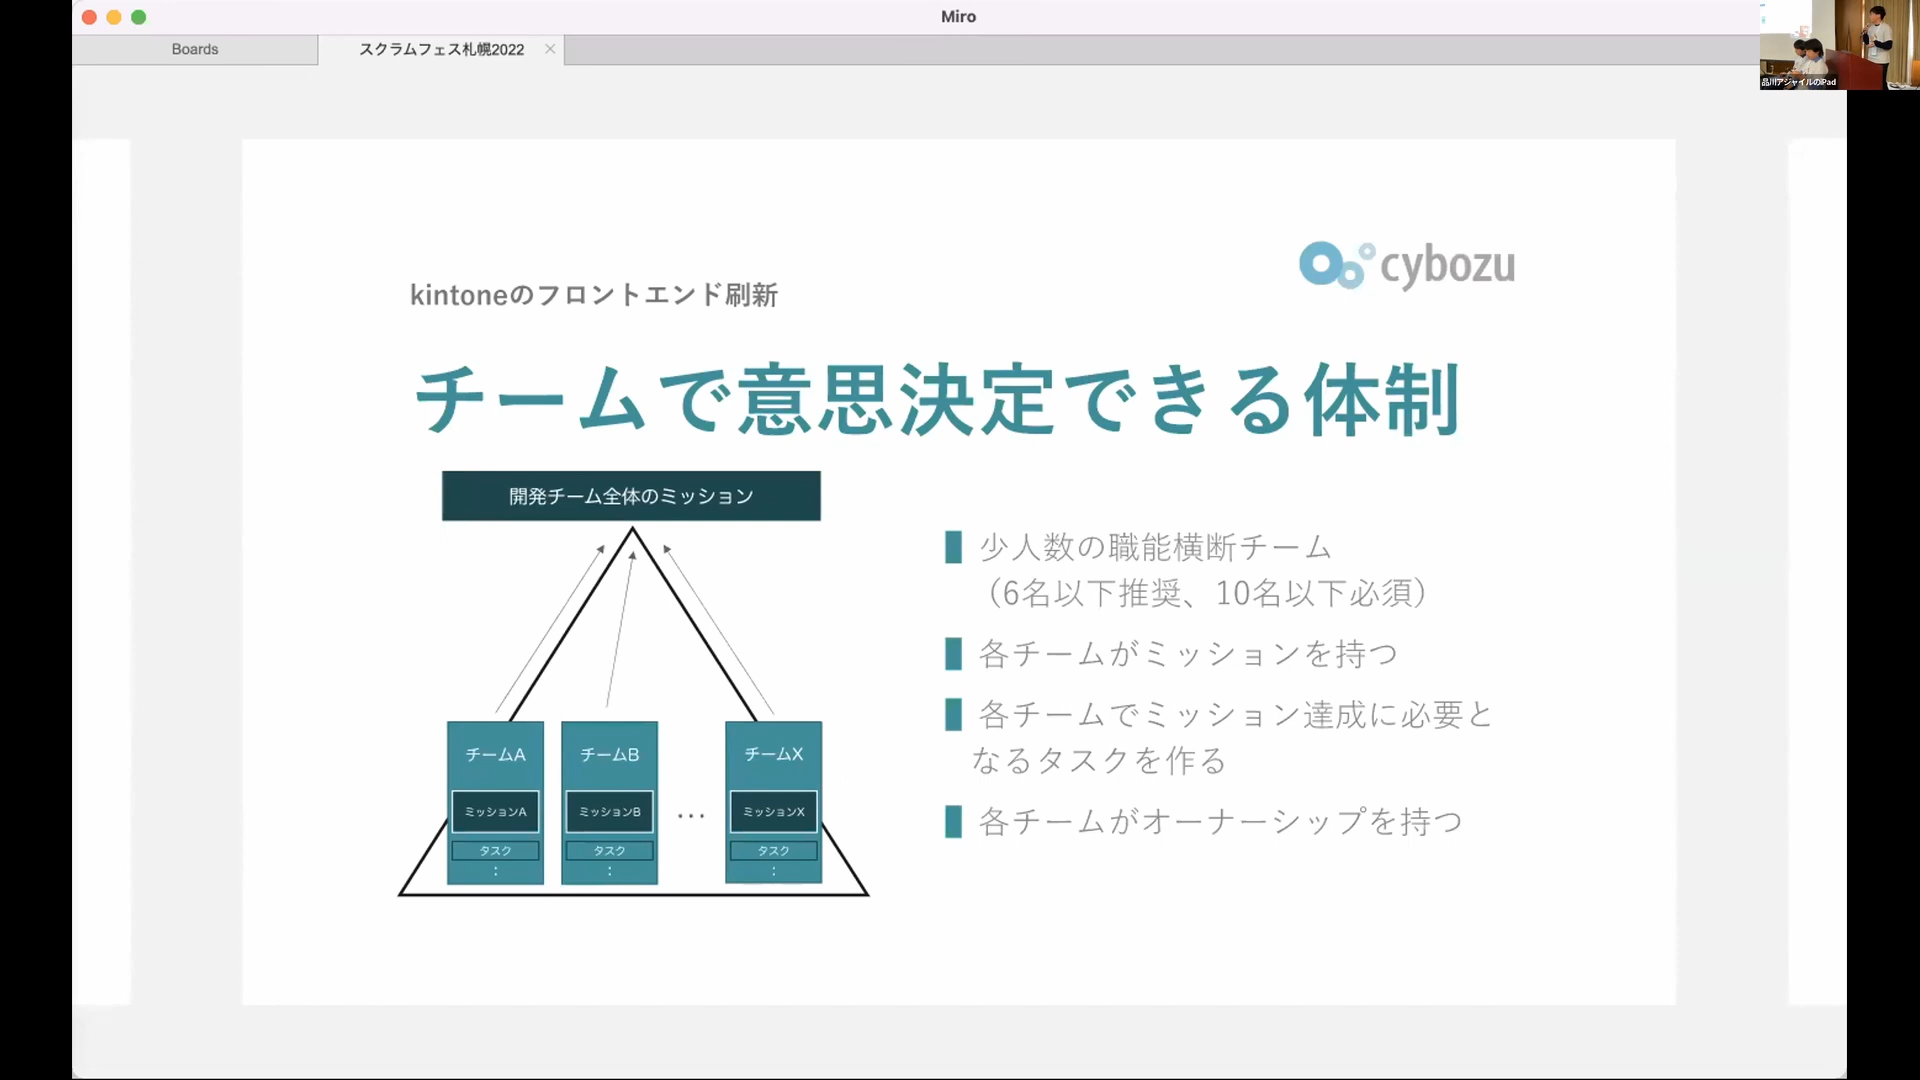 Miro
Boards
スクラムフェス札幌2022
品川アジャイルのiPad
cybozu
kintoneのフロントエンド刷新
チームで意思決定できる体制
開発チーム全体のミッション
チームA
チームB
チームX
ミッションA
ミッションB
...
ミッションX
タスク
タスク
タスク
:
:
:
少人数の職能横断チーム
（6名以下推奨、10名以下必須）
各チームがミッションを持つ
各チームでミッション達成に必要と
なるタスクを作る
各チームがオーナーシップを持つ